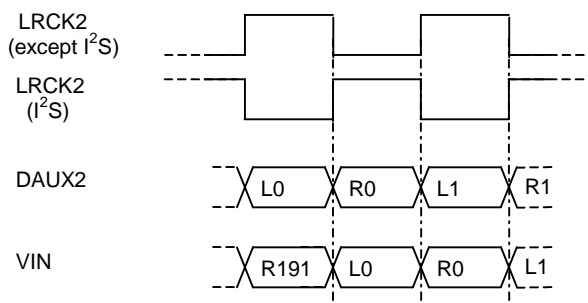 LRCK2
(except I²S)
LRCK2
(I²S)
DAUX2 L0 R0 L1 R1
VIN R191 L0 R0 L1